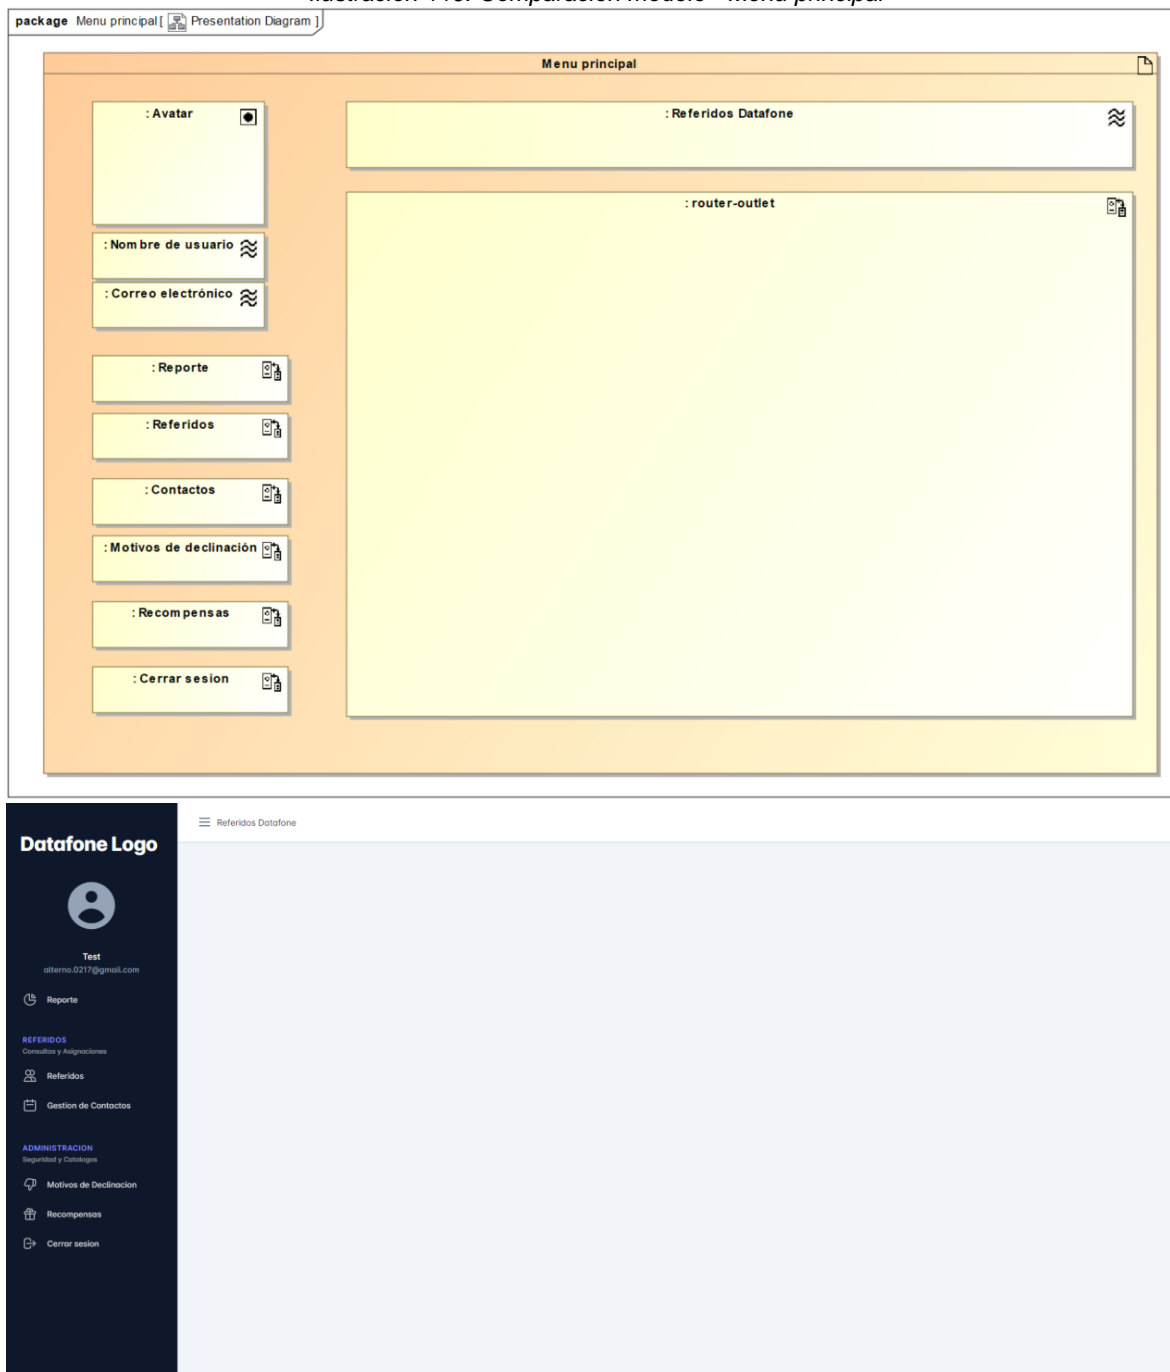 package Menu principal [ Presentation Diagram ]
Menu principal
: Avatar
: Referidos Datafone
: router-outlet
: Nombre de usuario
: Correo electrónico
: Reporte
: Referidos
: Contactos
: Motivos de declinación
: Recompensas
: Cerrar sesion
Referidos Datafone
Datafone Logo
Test
alterno.0217@gmail.com
Reporte
REFERIDOS
Consultas y Asignaciones
Referidos
Gestion de Contactos
ADMINISTRACION
Seguridad y Catalogos
Motivos de Declinacion
Recompensas
Cerrar sesion